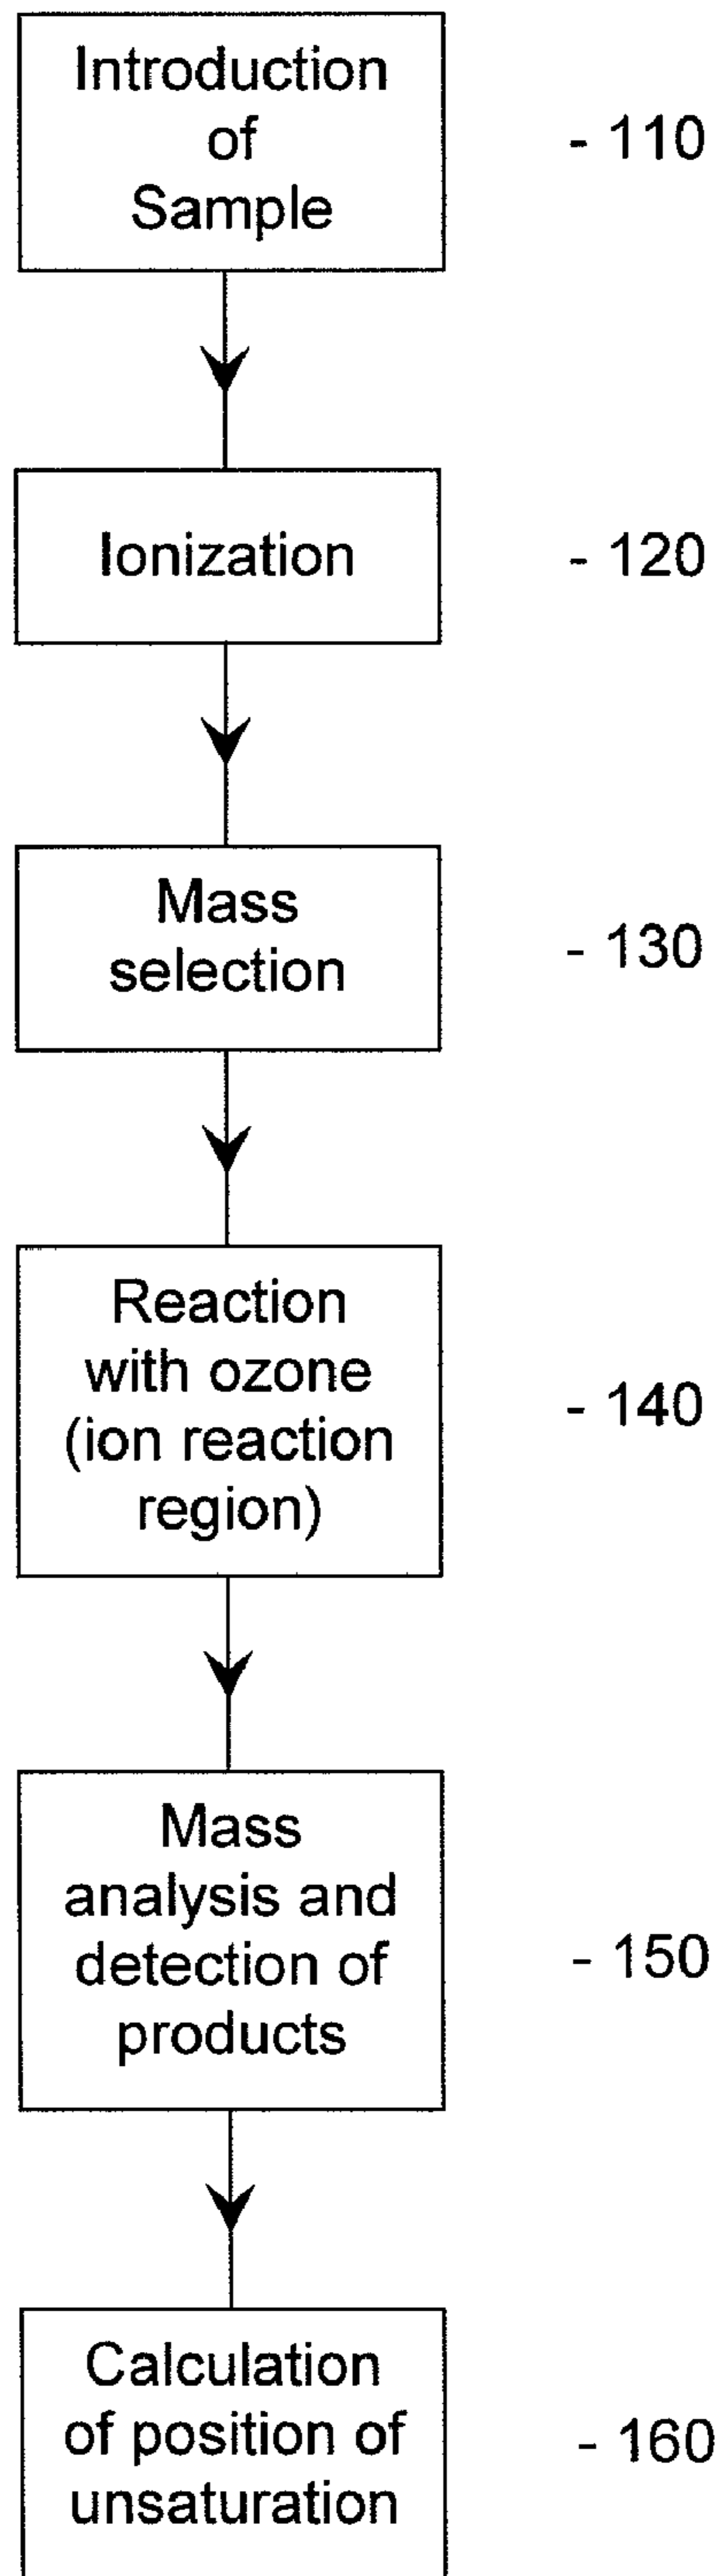 Introduction
of
Sample
- 110
Ionization
- 120
Mass
selection
- 130
Reaction
with ozone
(ion reaction
region)
- 140
Mass
analysis and
detection of
products
- 150
Calculation
of position of
unsaturation
- 160